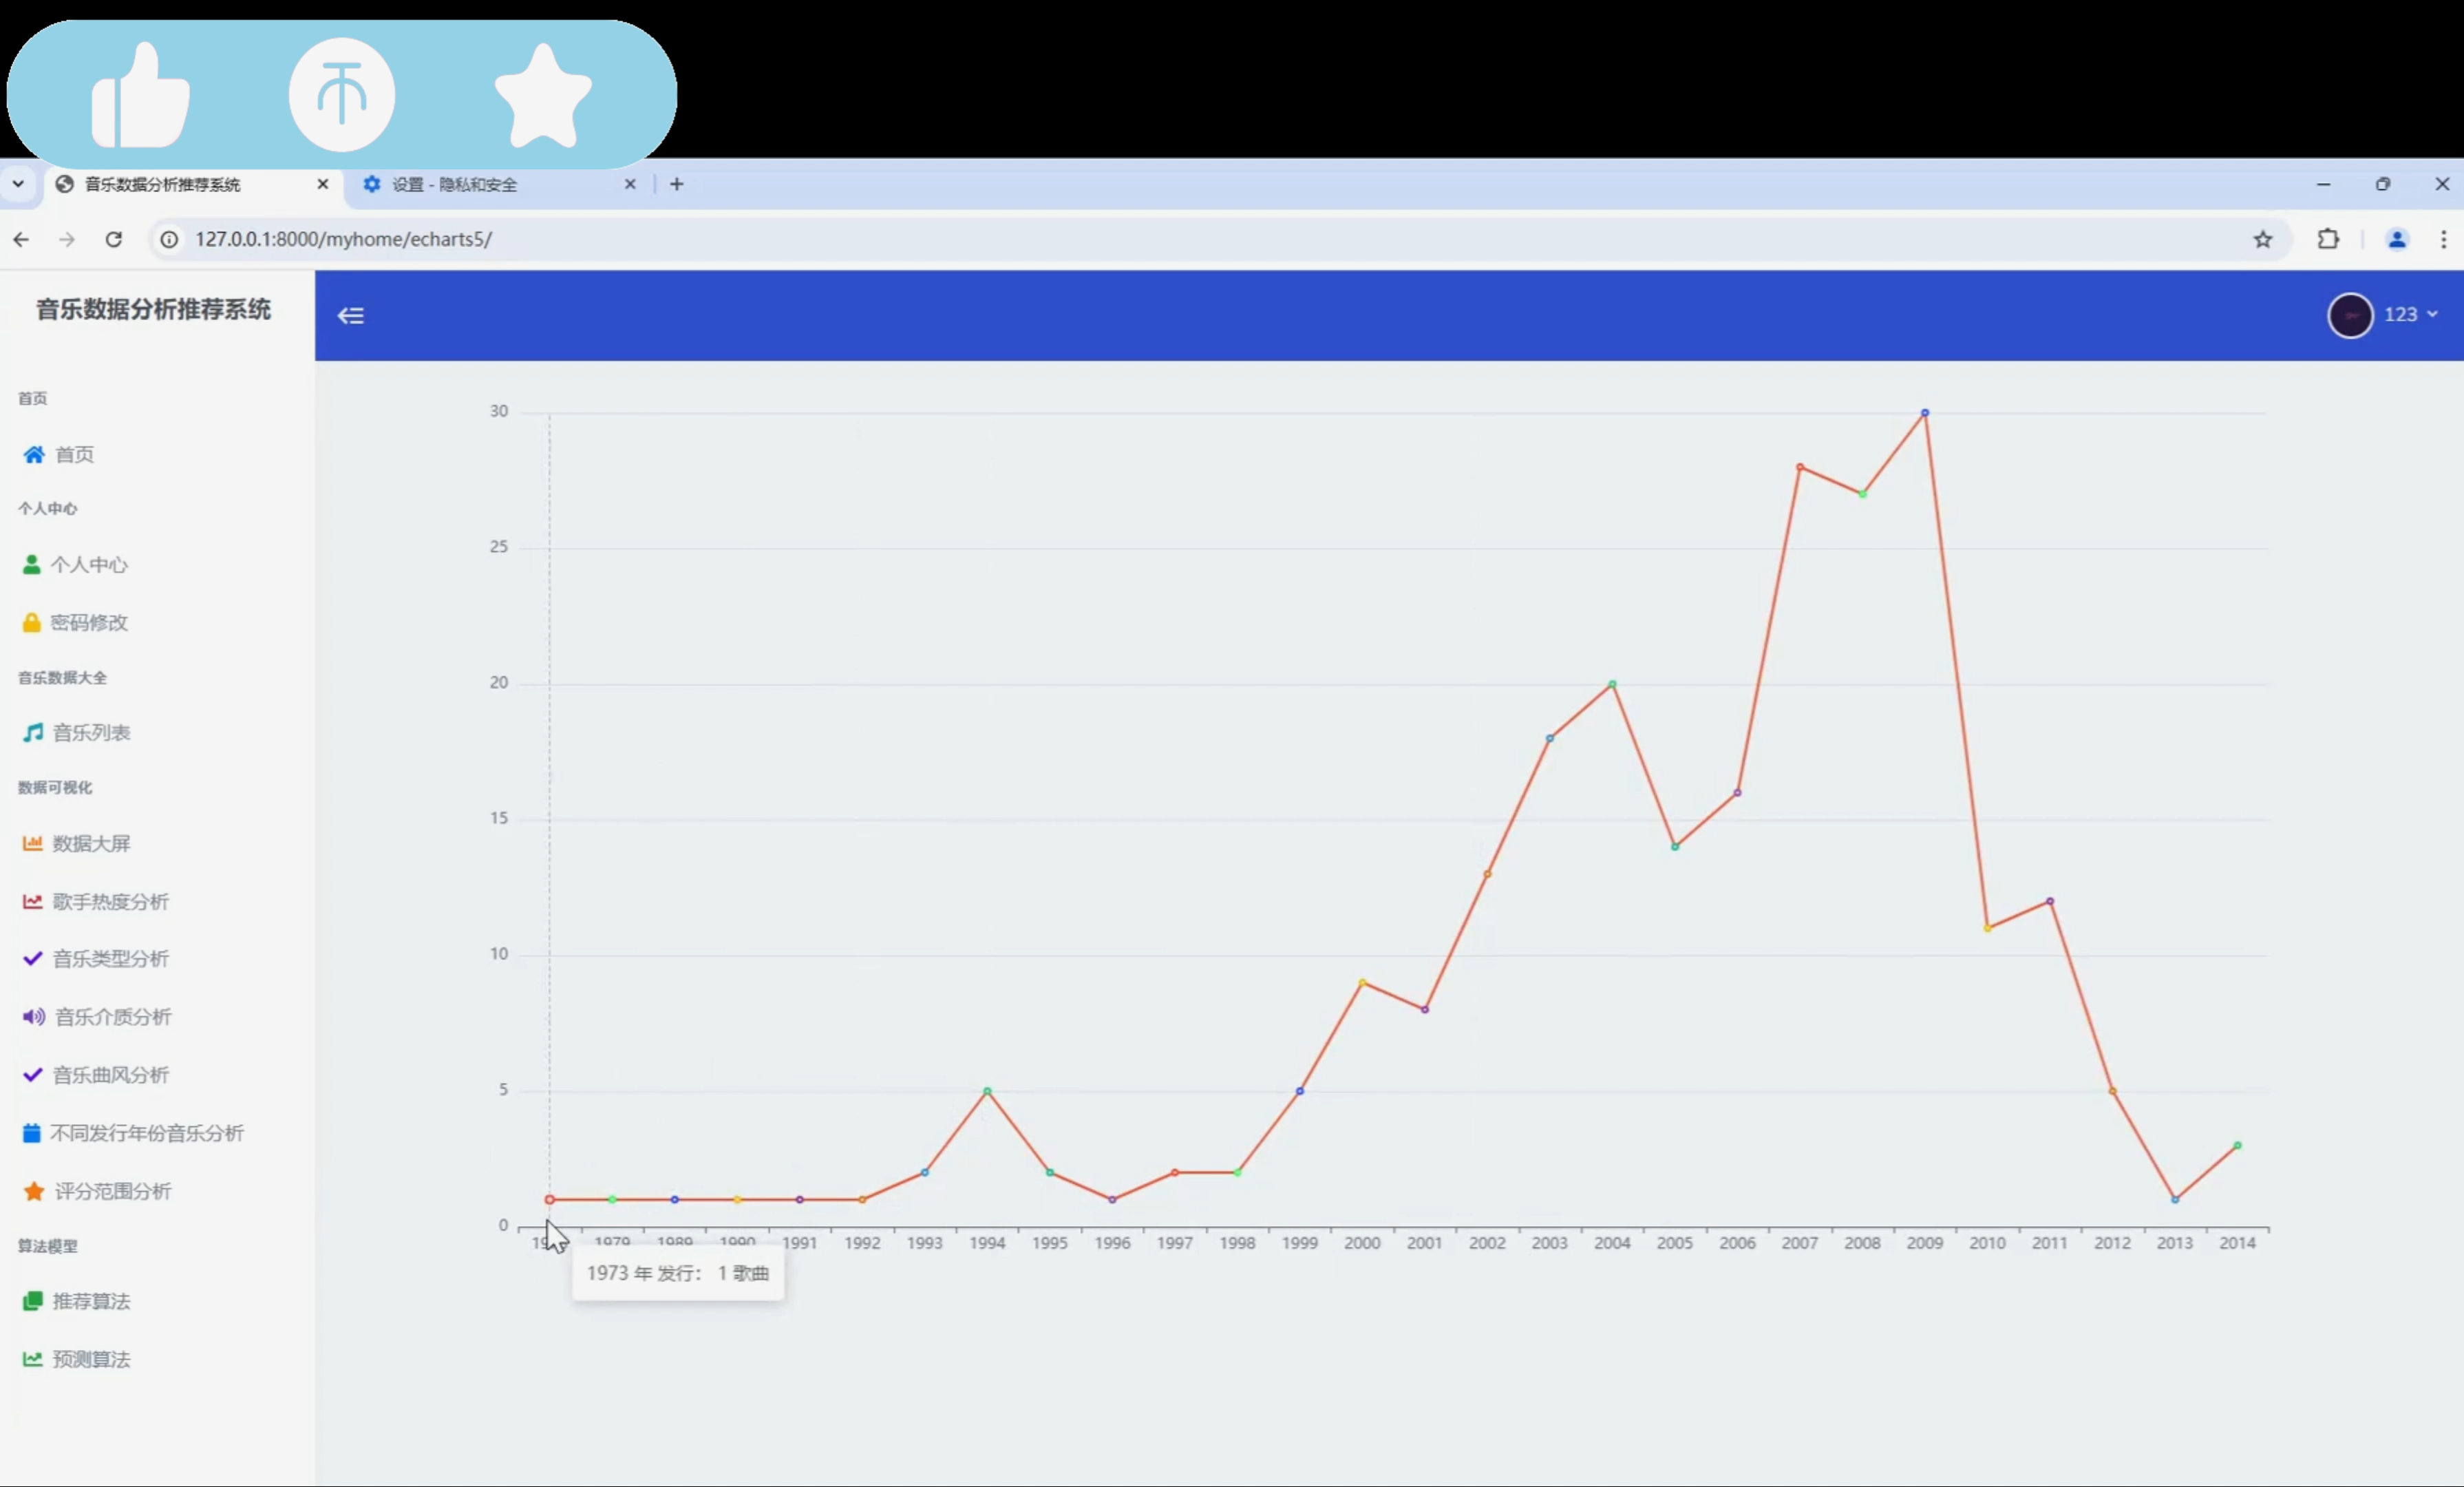 音乐数据分析推荐系统
设置 - 隐私和安全
127.0.0.1:8000/myhome/echarts5/
音乐数据分析推荐系统
123
首页
首页
个人中心
个人中心
密码修改
音乐数据大全
音乐列表
数据可视化
数据大屏
歌手热度分析
音乐类型分析
音乐介质分析
音乐曲风分析
不同发行年份音乐分析
评分范围分析
算法模型
推荐算法
预测算法
30
25
20
15
10
5
0
1979 1989 1990 1991 1992 1993 1994 1995 1996 1997 1998 1999 2000 2001 2002 2003 2004 2005 2006 2007 2008 2009 2010 2011 2012 2013 2014
1973 年 发行： 1 歌曲